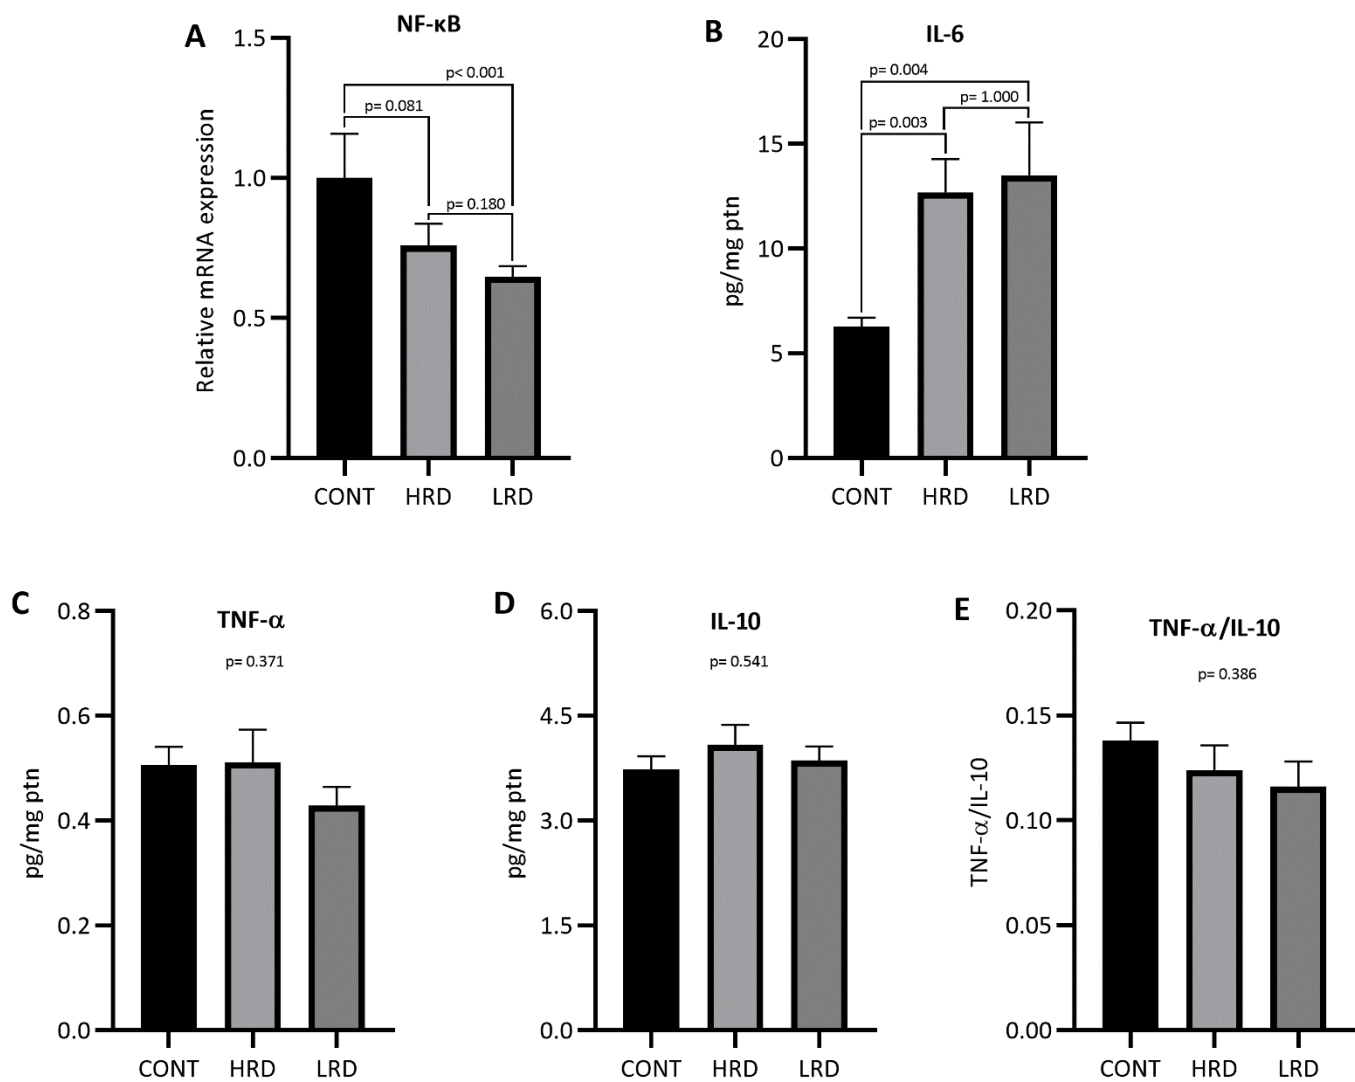 A
NF-κB
1.5
1.0
0.5
0.0
Relative mRNA expression
p< 0.001
p= 0.081
p= 0.180
CONT HRD LRD
B
IL-6
20
15
10
5
0
pg/mg ptn
p= 0.004
p= 1.000
p= 0.003
CONT HRD LRD
C
TNF-α
p= 0.371
0.8
0.6
0.4
0.2
0.0
pg/mg ptn
CONT HRD LRD
D
IL-10
p= 0.541
6.0
4.5
3.0
1.5
0.0
pg/mg ptn
CONT HRD LRD
E
TNF-α/IL-10
p= 0.386
0.20
0.15
0.10
0.05
0.00
TNF-α/IL-10
CONT HRD LRD